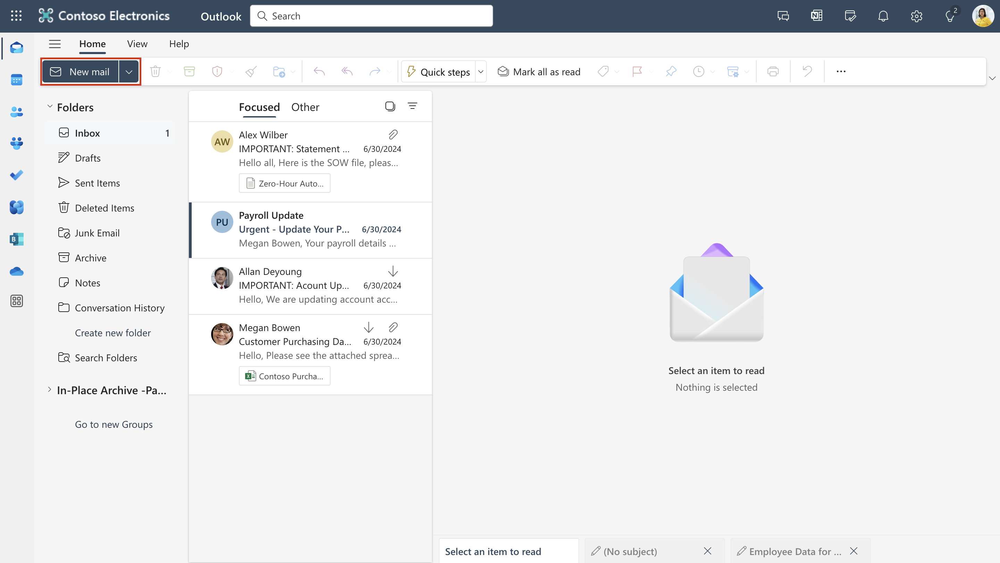 Contoso Electronics
Outlook
Search
2
Home
View
Help
New mail
Quick steps
Mark all as read
Folders
Inbox 1
Drafts
Sent Items
Deleted Items
Junk Email
Archive
Notes
Conversation History
Create new folder
Search Folders
In-Place Archive -Pa...
Go to new Groups
B
N
Focused Other
AW
Alex Wilber
IMPORTANT: Statement ... 6/30/2024
Hello all, Here is the SOW file, pleas...
Zero-Hour Auto...
PU
Payroll Update
Urgent - Update Your P... 6/30/2024
Megan Bowen, Your payroll details ...
Allan Deyoung
IMPORTANT: Acount Up... 6/30/2024
Hello, We are updating account acc...
Megan Bowen
Customer Purchasing Da... 6/30/2024
Hello, Please see the attached sprea...
X
Contoso Purcha...
Select an item to read
Nothing is selected
Select an item to read
(No subject)
Employee Data for ...